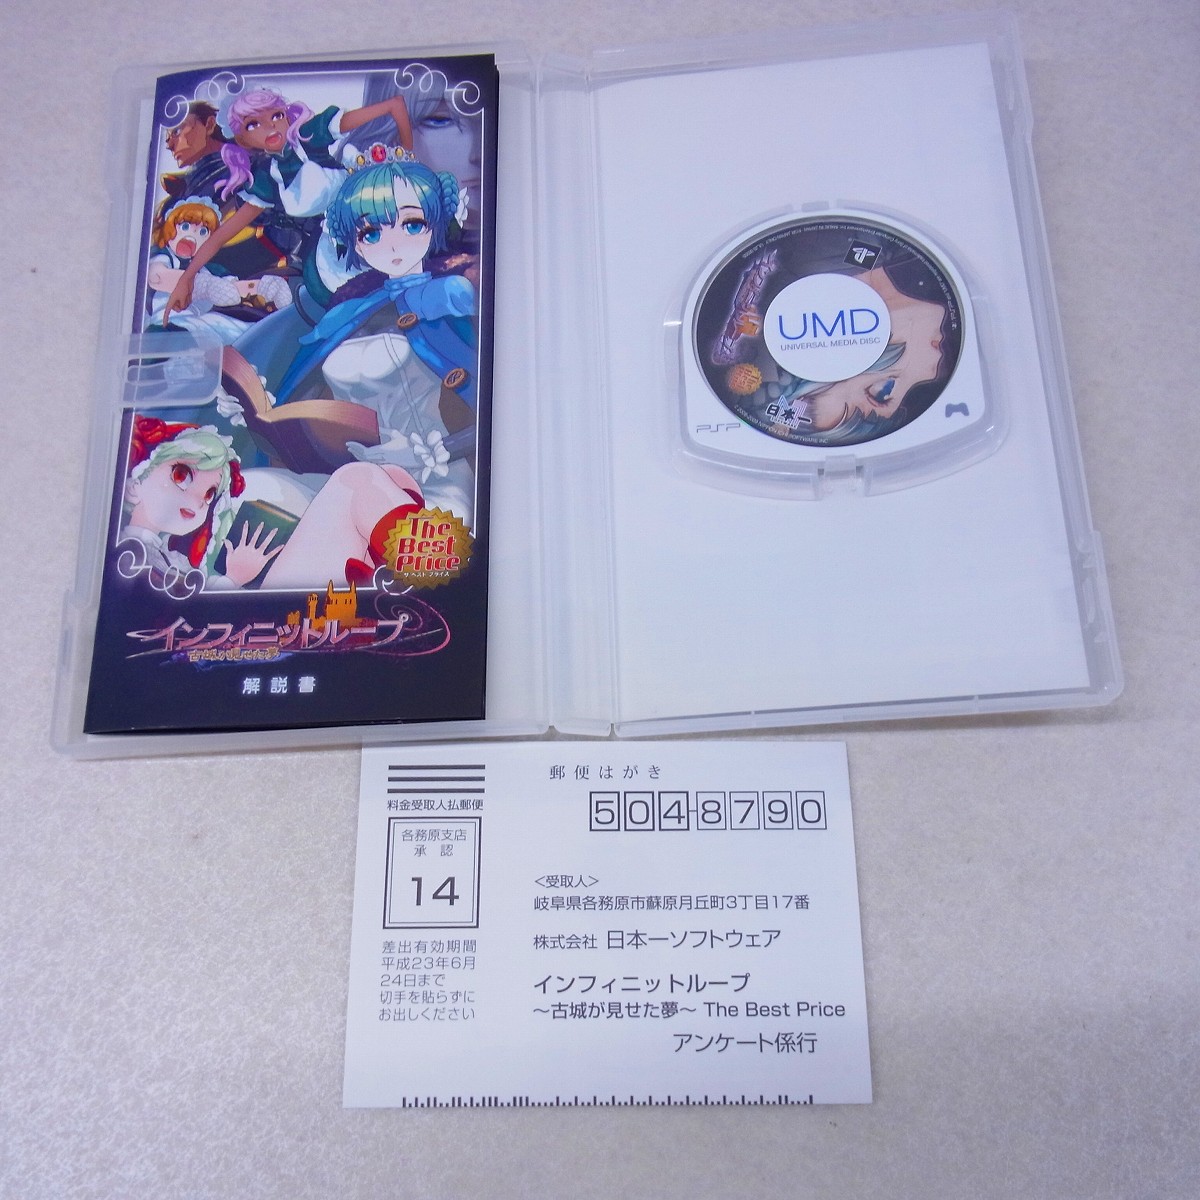 The
Best
Price
ザ ベスト プライス
インフィニットループ
古城が見せた夢
解説書
UMD
UNIVERSAL MEDIA DISC
PSP
日本一
料金受取人払郵便
各務原支店
承 認
14
差出有効期間
平成23年6月
24日まで
切手を貼らずに
お出しください
郵便はがき
504-8790
<受取人>
岐阜県各務原市蘇原月丘町3丁目17番
株式会社 日本一ソフトウェア
インフィニットループ
~古城が見せた夢~ The Best Price
アンケート係行